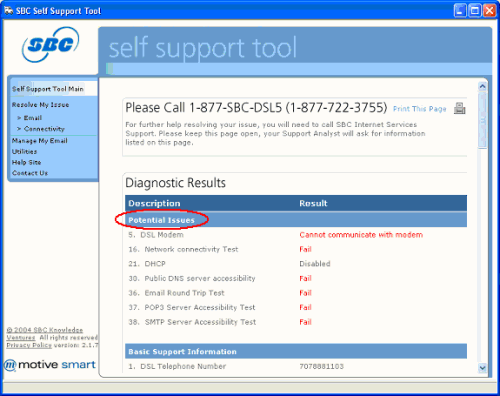 SBC Self Support Tool
SBC
self support tool
Self Support Tool Main
Resolve My Issue
> Email
> Connectivity
Manage My Email
Utilities
Help Site
Contact Us
Please Call 1-877-SBC-DSL5 (1-877-722-3755) Print This Page
For further help resolving your issue, you will need to call SBC Internet Services
Support. Please keep this page open, your Support Analyst will ask for information
listed on this page.
Diagnostic Results
Description Result
Potential Issues
5. DSL Modem Cannot communicate with modem
16. Network connectivity Test Fail
21. DHCP Disabled
30. Public DNS server accessibility Fail
36. Email Round Trip Test Fail
37. POP3 Server Accessibility Test Fail
38. SMTP Server Accessibility Test Fail
Basic Support Information
1. DSL Telephone Number 7078881163
© 2004 SBC Knowledge
Ventures All rights reserved
Privacy Policy version: 2.1.7
motive smart